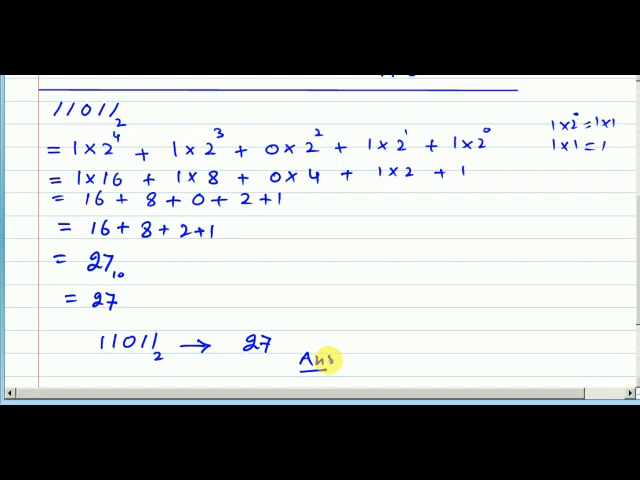 11011₂
= 1×2⁴ + 1×2³ + 0×2² + 1×2¹ + 1×2⁰
= 1×16 + 1×8 + 0×4 + 1×2 + 1
= 16 + 8 + 0 + 2 + 1
= 16 + 8 + 2 + 1
= 27₁₀
= 27
11011₂ → 27
Ans
1×2⁰ = 1×1
1×1 = 1